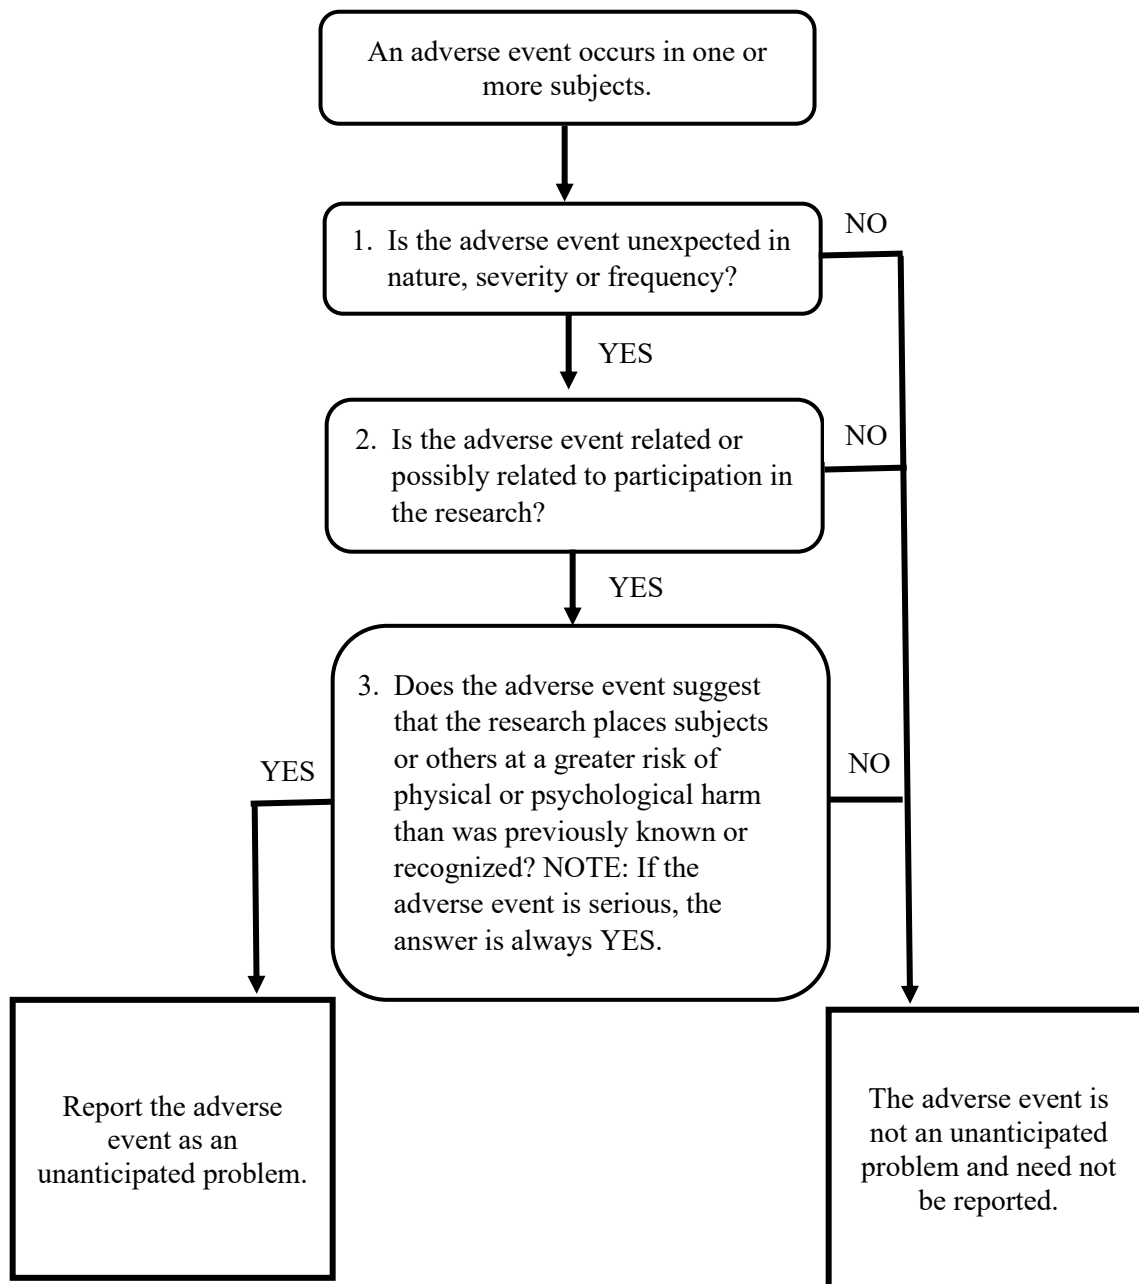 An adverse event occurs in one or
more subjects.
NO
1. Is the adverse event unexpected in
nature, severity or frequency?
YES
NO
2. Is the adverse event related or
possibly related to participation in
the research?
YES
3. Does the adverse event suggest
that the research places subjects
or others at a greater risk of
physical or psychological harm
than was previously known or
recognized? NOTE: If the
adverse event is serious, the
answer is always YES.
YES
NO
Report the adverse
event as an
unanticipated problem.
The adverse event is
not an unanticipated
problem and need not
be reported.